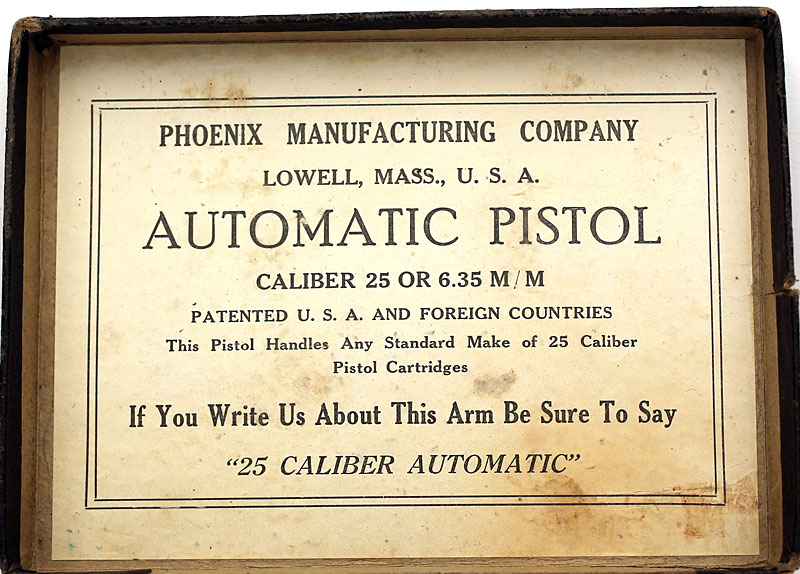 PHOENIX MANUFACTURING COMPANY
LOWELL, MASS., U. S. A.
AUTOMATIC PISTOL
CALIBER 25 OR 6.35 M/M
PATENTED U. S. A. AND FOREIGN COUNTRIES
This Pistol Handles Any Standard Make of 25 Caliber
Pistol Cartridges
If You Write Us About This Arm Be Sure To Say
“25 CALIBER AUTOMATIC”